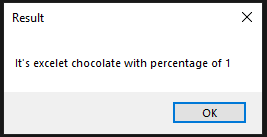 Result
It's excelet chocolate with percentage of 1
OK